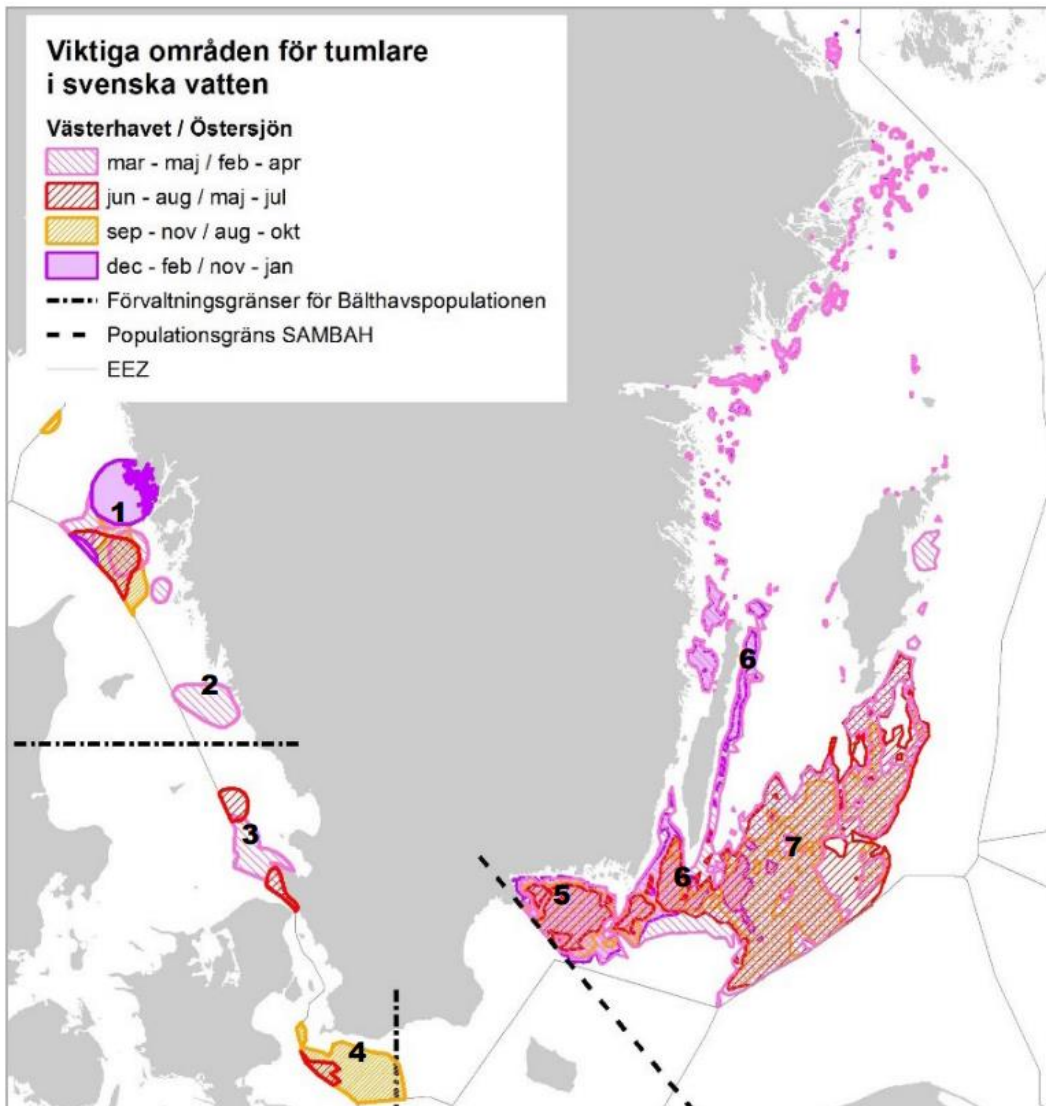 Viktiga områden för tumlare
i svenska vatten
Västerhavet / Östersjön
mar - maj / feb - apr
jun - aug / maj - jul
sep - nov / aug - okt
dec - feb / nov - jan
Förvaltningsgränser för Bälthavspopulationen
Populationsgräns SAMBAH
EEZ
1
2
3
4
5
6
6
7